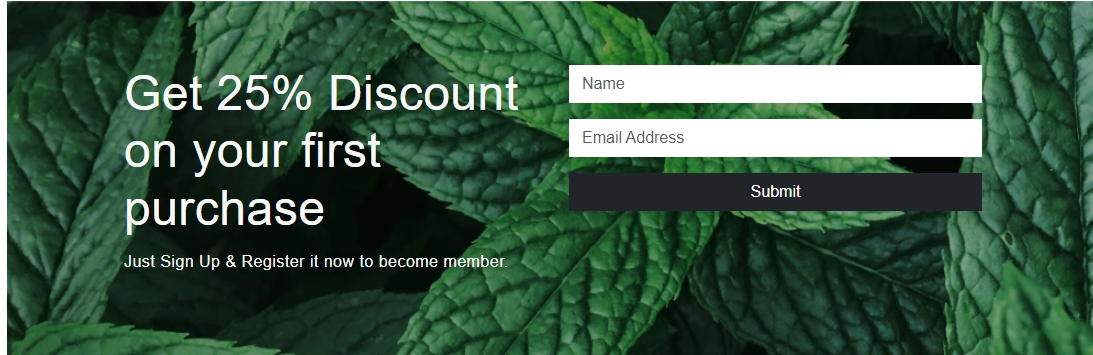 Get 25% Discount
on your first
purchase
Just Sign Up & Register it now to become member.
Name
Email Address
Submit